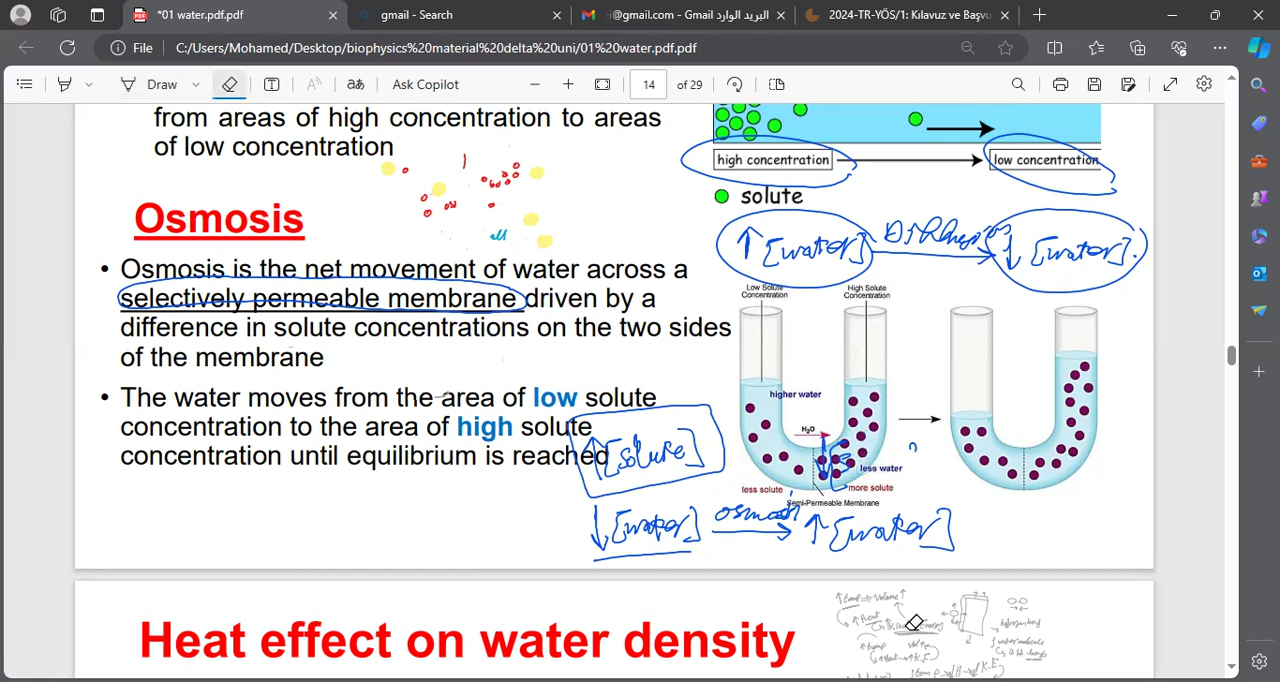 *01 water.pdf.pdf
gmail - Search
@gmail.com - Gmail البريد الوارد
2024-TR-YÖS/1: Kılavuz ve Başvu
File
C:/Users/Mohamed/Desktop/biophysics%20material%20delta%20uni/01%20water.pdf.pdf
Draw
Ask Copilot
14 of 29
from areas of high concentration to areas
of low concentration
high concentration
low concentration
solute
↑ [water]
↓ [water]
Osmosis
• Osmosis is the net movement of water across a
selectively permeable membrane driven by a
difference in solute concentrations on the two sides
of the membrane
• The water moves from the area of low solute
concentration to the area of high solute
concentration until equilibrium is reached
Low Solute
Concentration
High Solute
Concentration
higher water
H₂O
less water
less solute
more solute
Semi-Permeable Membrane
↑ [solute]
↓ [water]
↑ [water]
Heat effect on water density